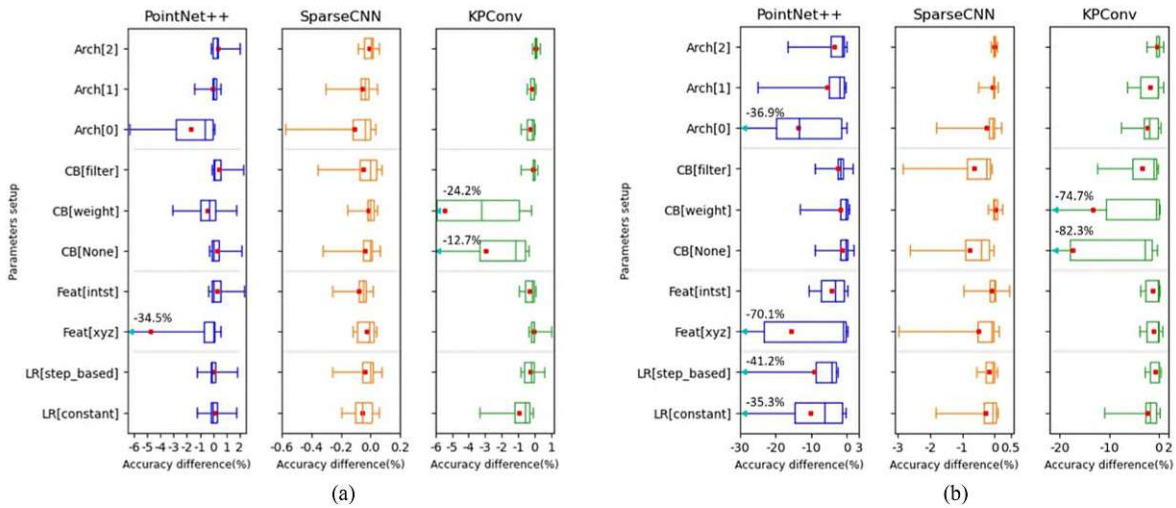 PointNet++ SparseCNN KPConv
PointNet++ SparseCNN KPConv
Parameters setup
Arch[2]
Arch[1]
Arch[0]
CB[filter]
CB[weight]
CB[None]
Feat[intst]
Feat[xyz]
LR[step_based]
LR[constant]
-34.5%
-24.2%
-12.7%
-6 -5 -4 -3 -2 -1 0 1 2
-0.6 -0.4 -0.2 0.0 0.2
-6 -5 -4 -3 -2 -1 0 1
Accuracy difference(%) Accuracy difference(%) Accuracy difference(%)
(a)
Parameters setup
Arch[2]
Arch[1]
Arch[0]
CB[filter]
CB[weight]
CB[None]
Feat[intst]
Feat[xyz]
LR[step_based]
LR[constant]
-36.9%
-70.1%
-41.2%
-35.3%
-74.7%
-82.3%
-30 -20 -10 0 3
-3 -2 -1 0 0.5
-20 -10 0 2
Accuracy difference(%) Accuracy difference(%) Accuracy difference(%)
(b)